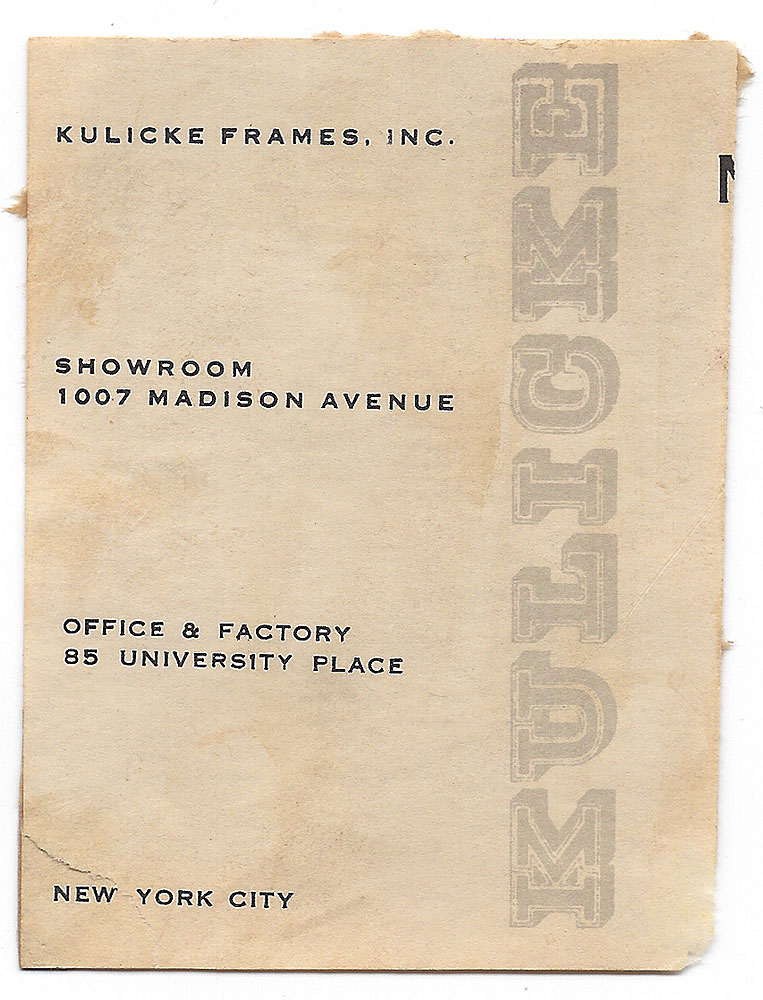 KULICKE FRAMES, INC.
SHOWROOM
1007 MADISON AVENUE
OFFICE & FACTORY
85 UNIVERSITY PLACE
NEW YORK CITY
KULICKE